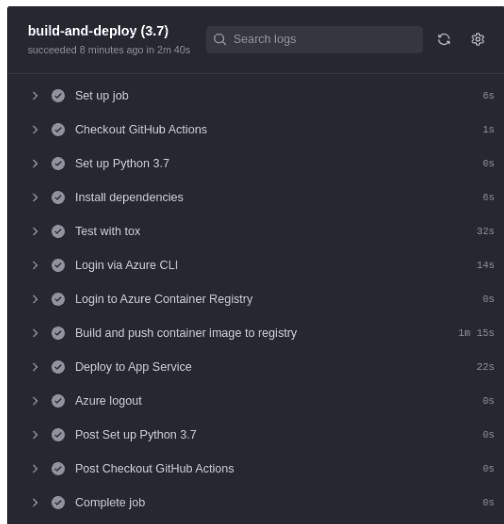 build-and-deploy (3.7)
succeeded 8 minutes ago in 2m 40s
Search logs
Set up job 6s
Checkout GitHub Actions 1s
Set up Python 3.7 0s
Install dependencies 6s
Test with tox 32s
Login via Azure CLI 14s
Login to Azure Container Registry 0s
Build and push container image to registry 1m 15s
Deploy to App Service 22s
Azure logout 0s
Post Set up Python 3.7 0s
Post Checkout GitHub Actions 0s
Complete job 0s